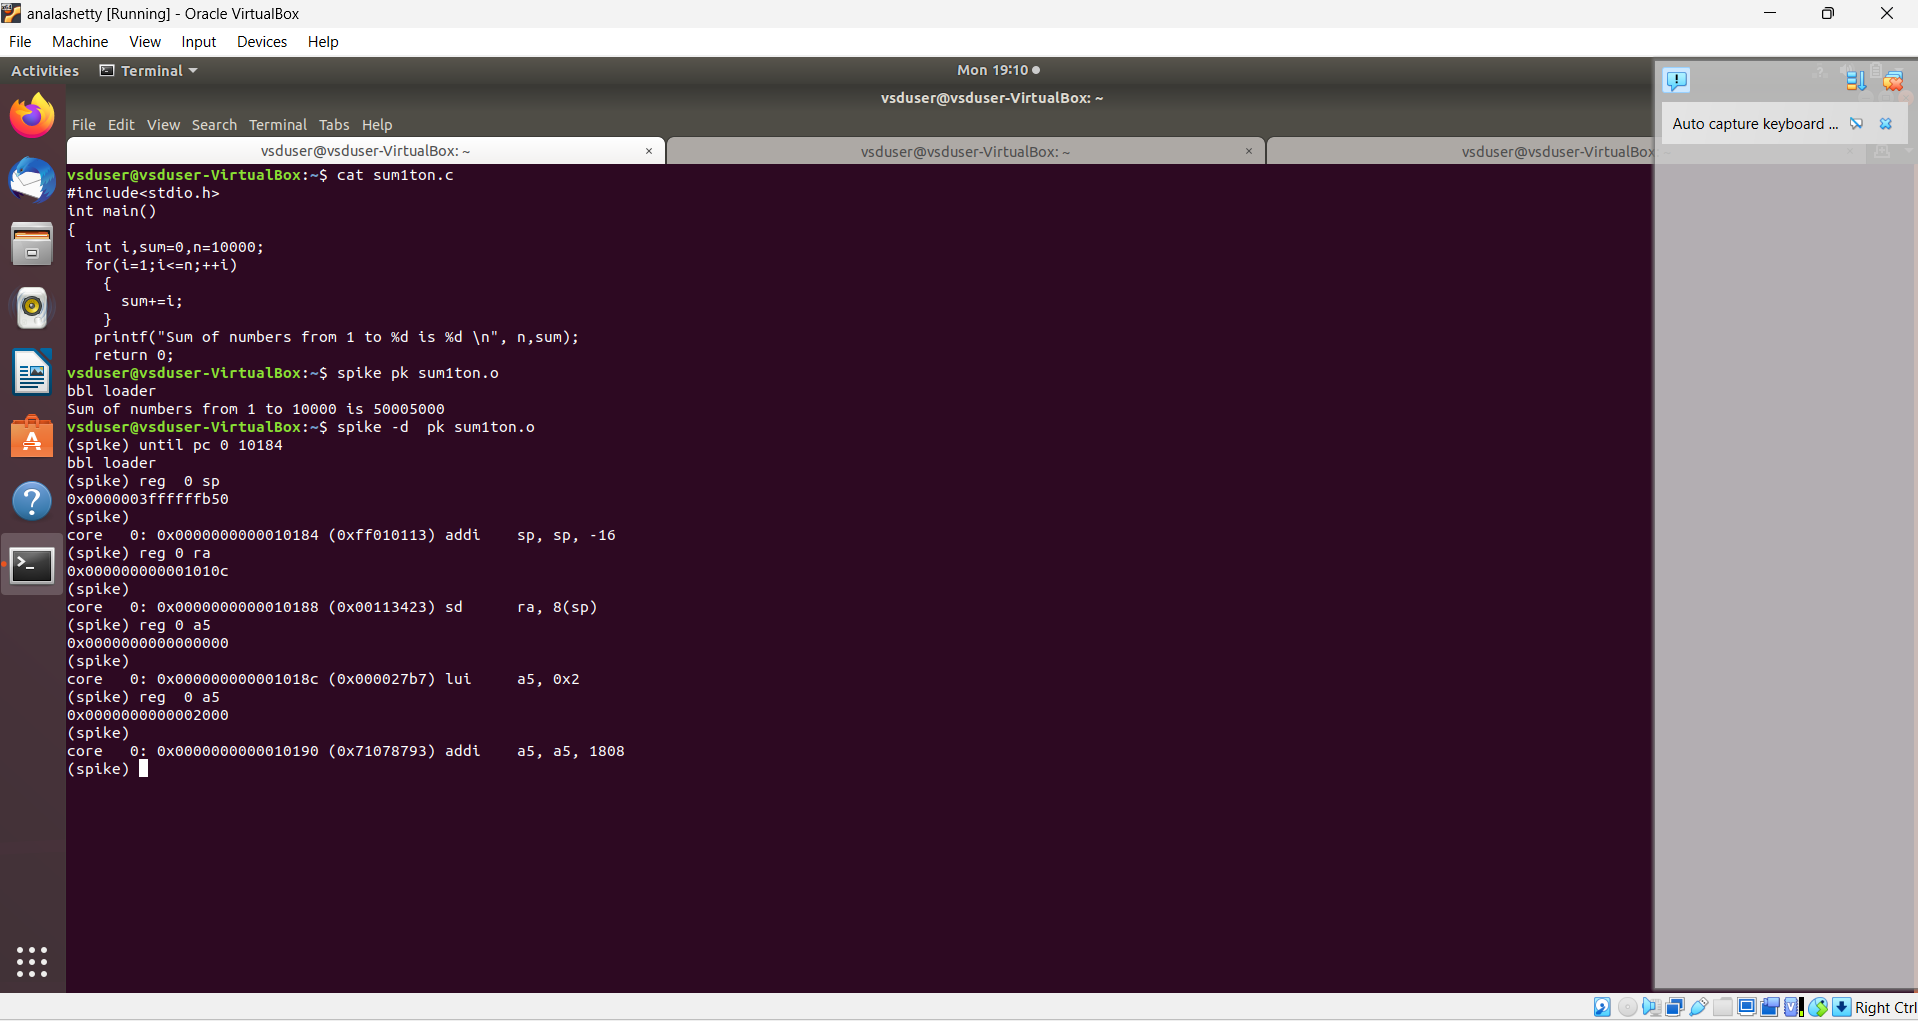 analashetty [Running] - Oracle VirtualBox
File Machine View Input Devices Help
Activities Terminal Mon 19:10
vsduser@vsduser-VirtualBox: ~
File Edit View Search Terminal Tabs Help
Auto capture keyboard ...
vsduser@vsduser-VirtualBox: ~ × vsduser@vsduser-VirtualBox: ~ × vsduser@vsduser-VirtualBox: ~ ×
vsduser@vsduser-VirtualBox:~$ cat sum1ton.c
#include<stdio.h>
int main()
{
  int i,sum=0,n=10000;
  for(i=1;i<=n;++i)
    {
      sum+=i;
    }
   printf("Sum of numbers from 1 to %d is %d \n", n,sum);
   return 0;
vsduser@vsduser-VirtualBox:~$ spike pk sum1ton.o
bbl loader
Sum of numbers from 1 to 10000 is 50005000
vsduser@vsduser-VirtualBox:~$ spike -d  pk sum1ton.o
(spike) until pc 0 10184
bbl loader
(spike) reg  0 sp
0x0000003ffffffb50
(spike)
core   0: 0x0000000000010184 (0xff010113) addi    sp, sp, -16
(spike) reg 0 ra
0x000000000001010c
(spike)
core   0: 0x0000000000010188 (0x00113423) sd      ra, 8(sp)
(spike) reg 0 a5
0x0000000000000000
(spike)
core   0: 0x000000000001018c (0x000027b7) lui     a5, 0x2
(spike) reg  0 a5
0x0000000000002000
(spike)
core   0: 0x0000000000010190 (0x71078793) addi    a5, a5, 1808
(spike)
Right Ctrl